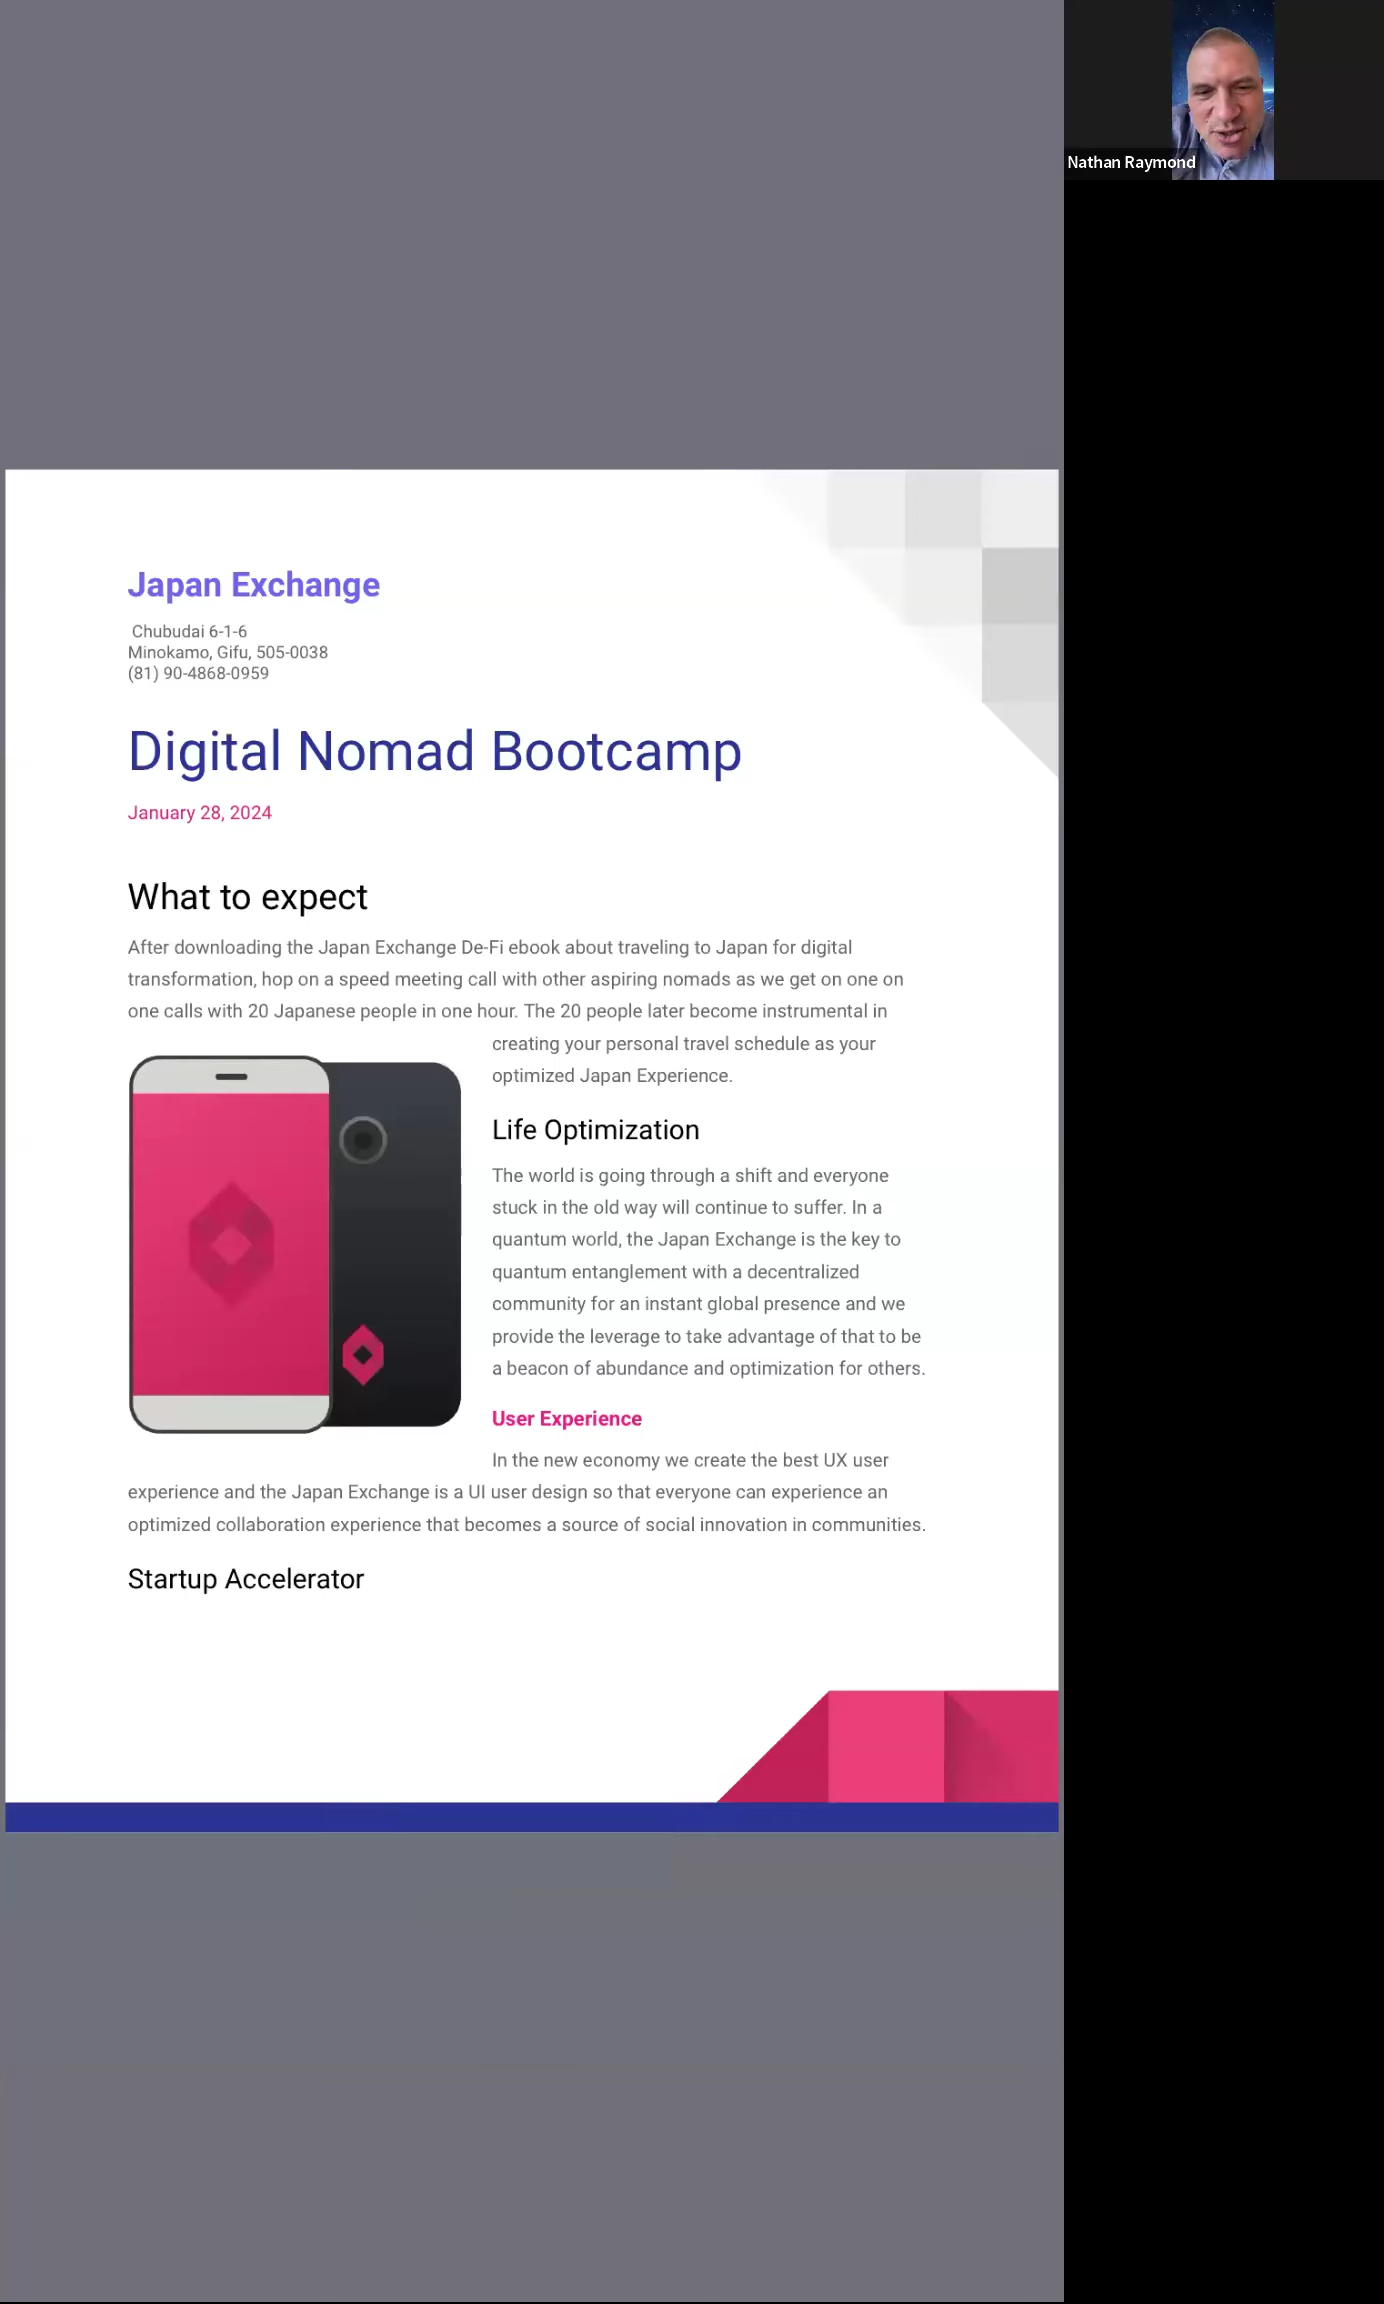 Nathan Raymond
Japan Exchange
Chubudai 6-1-6
Minokamo, Gifu, 505-0038
(81) 90-4868-0959
Digital Nomad Bootcamp
January 28, 2024
What to expect
After downloading the Japan Exchange De-Fi ebook about traveling to Japan for digital
transformation, hop on a speed meeting call with other aspiring nomads as we get on one on
one calls with 20 Japanese people in one hour. The 20 people later become instrumental in
creating your personal travel schedule as your
optimized Japan Experience.
Life Optimization
The world is going through a shift and everyone
stuck in the old way will continue to suffer. In a
quantum world, the Japan Exchange is the key to
quantum entanglement with a decentralized
community for an instant global presence and we
provide the leverage to take advantage of that to be
a beacon of abundance and optimization for others.
User Experience
In the new economy we create the best UX user
experience and the Japan Exchange is a UI user design so that everyone can experience an
optimized collaboration experience that becomes a source of social innovation in communities.
Startup Accelerator